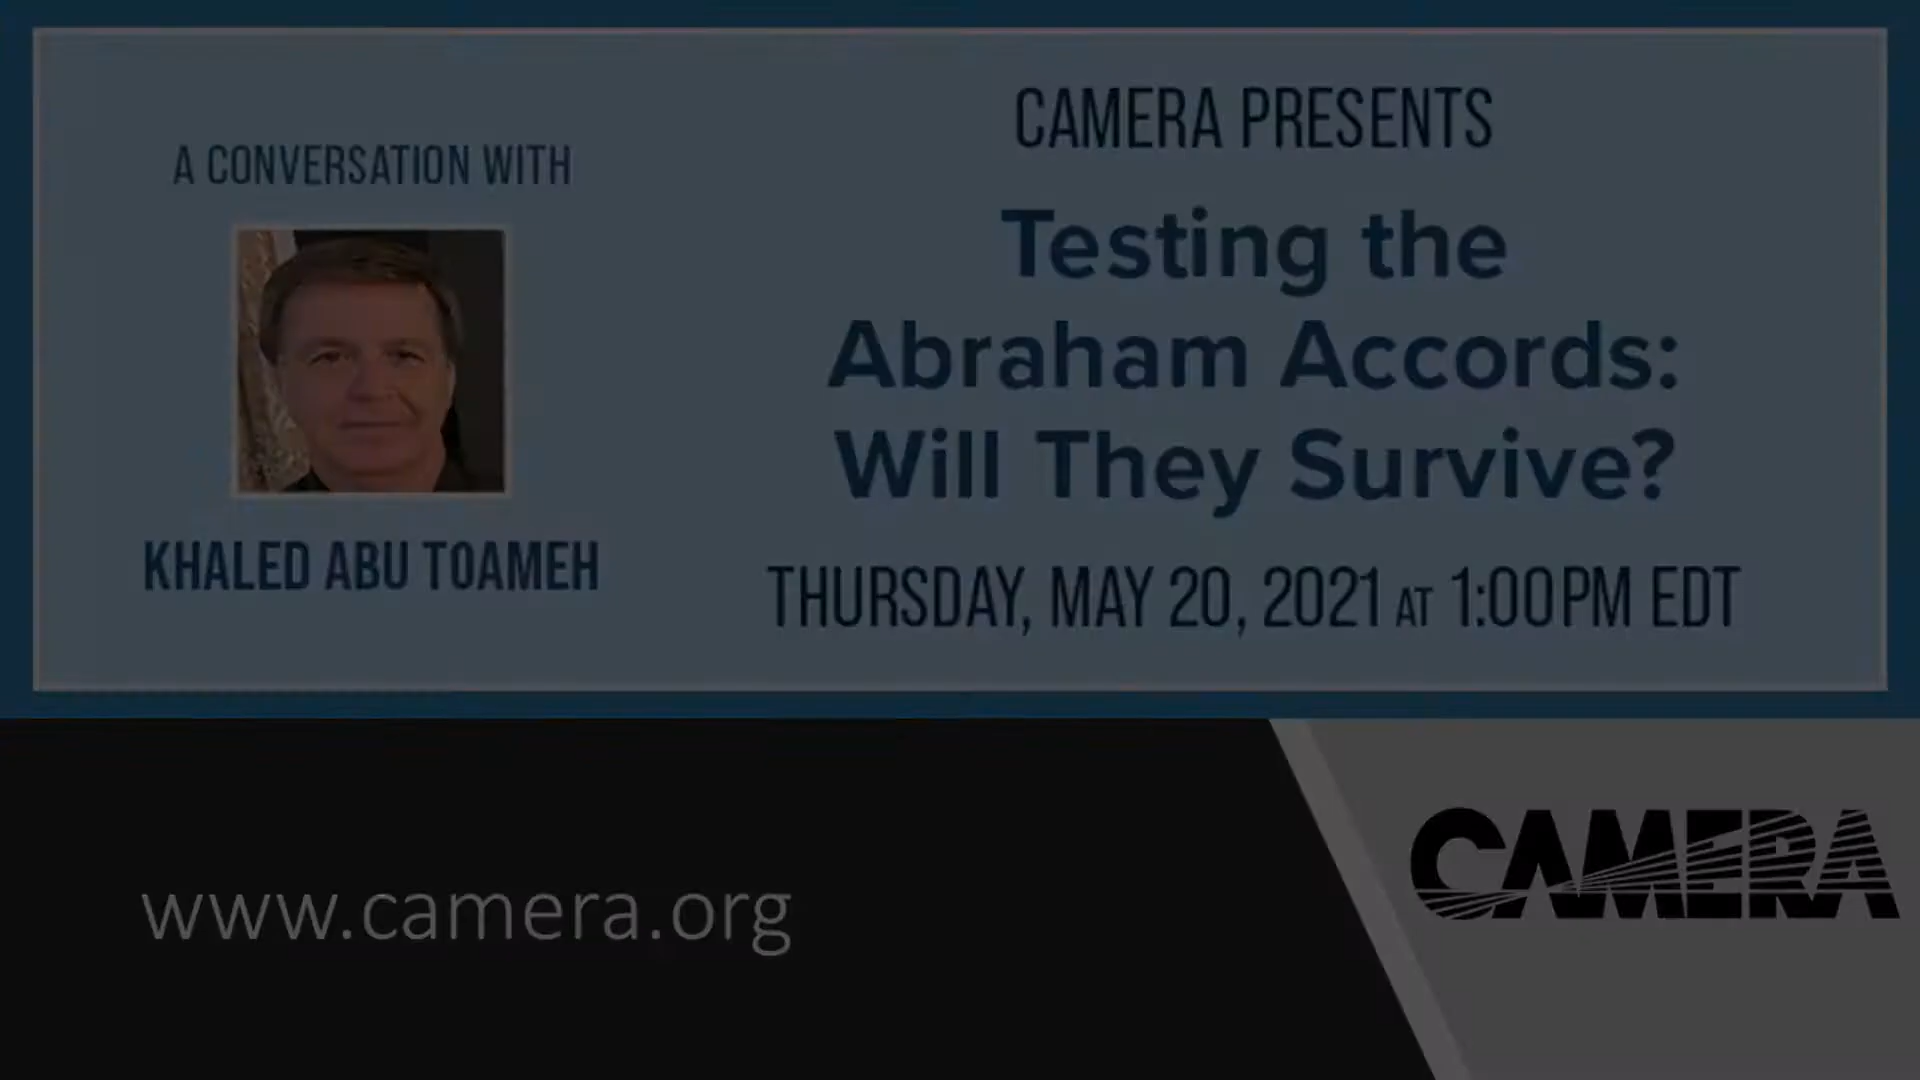 A CONVERSATION WITH
KHALED ABU TOAMEH
CAMERA PRESENTS
Testing the
Abraham Accords:
Will They Survive?
THURSDAY, MAY 20, 2021 AT 1:00PM EDT
www.camera.org
CAMERA